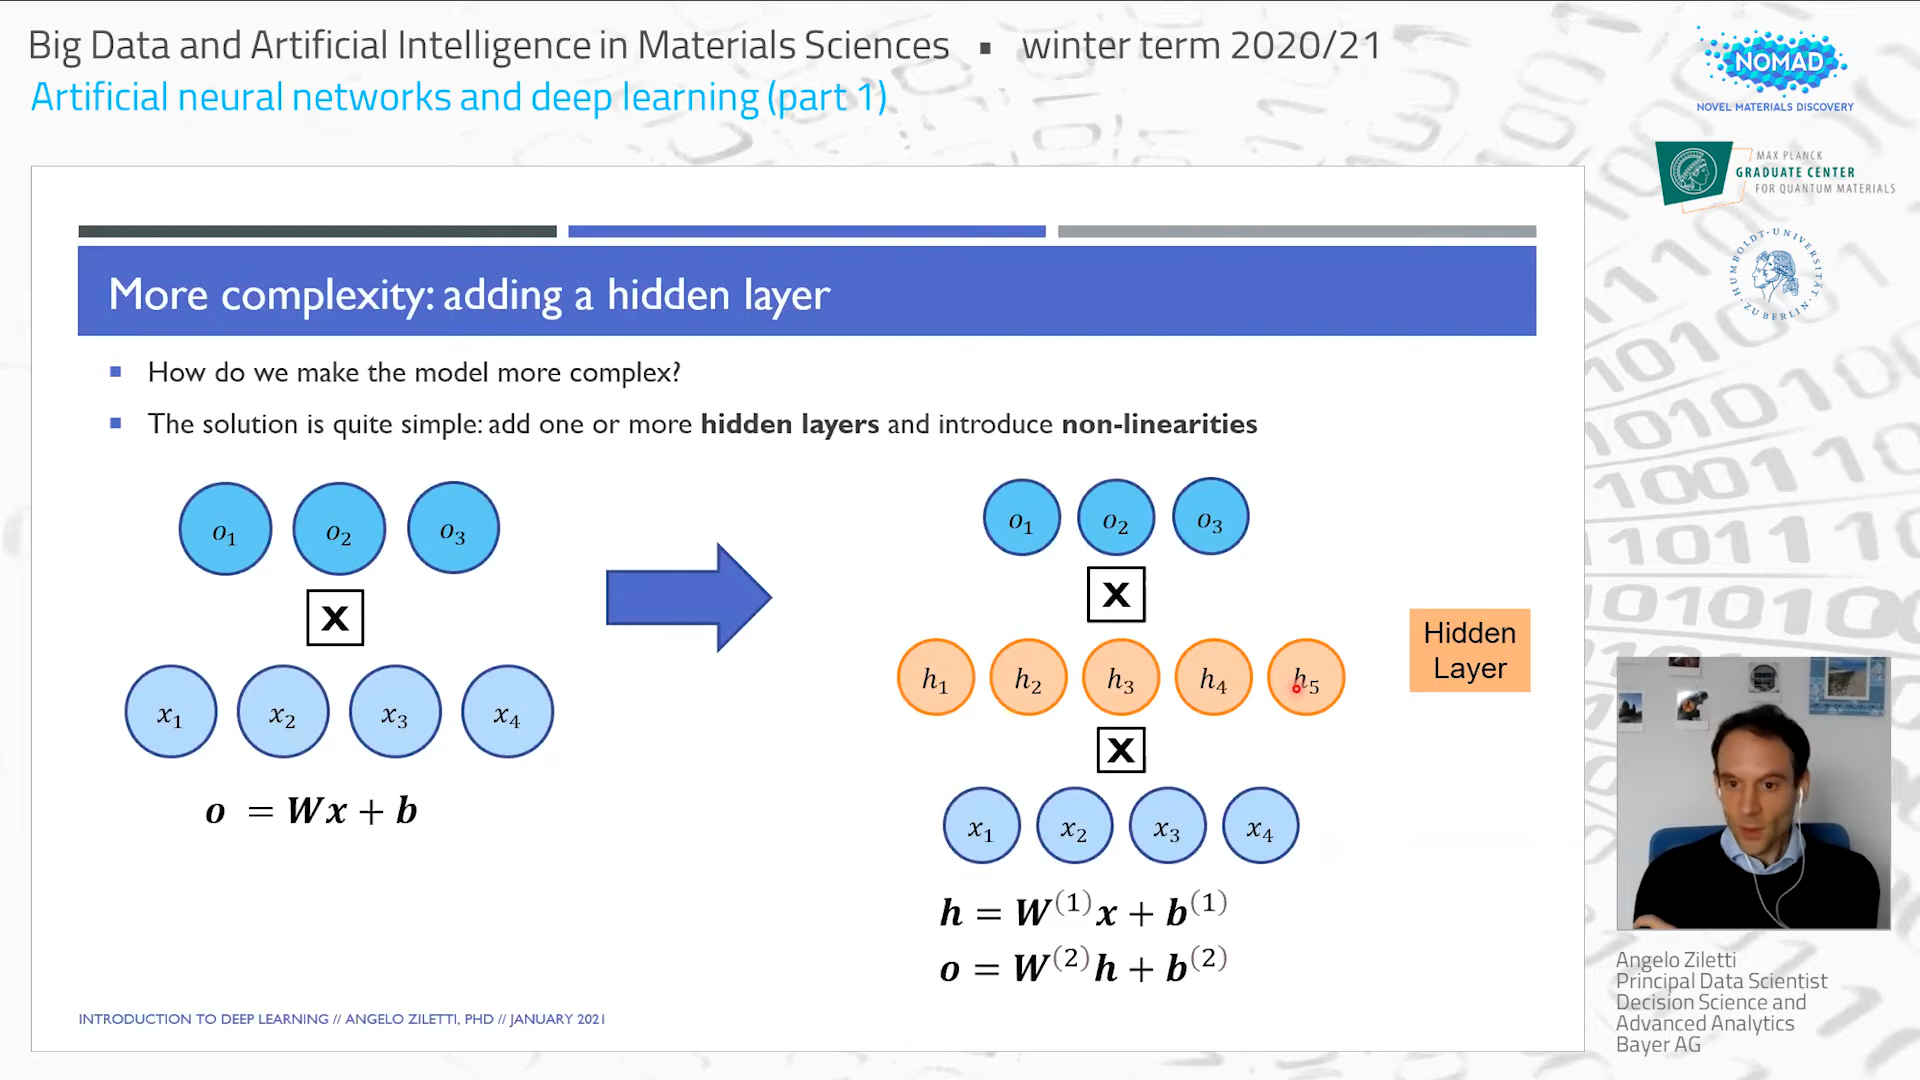 Big Data and Artificial Intelligence in Materials Sciences ▪ winter term 2020/21
Artificial neural networks and deep learning (part 1)
NOMAD
NOVEL MATERIALS DISCOVERY
MAX PLANCK
GRADUATE CENTER
FOR QUANTUM MATERIALS
HUMBOLDT-UNIVERSITÄT
ZU BERLIN
More complexity: adding a hidden layer
▪ How do we make the model more complex?
▪ The solution is quite simple: add one or more hidden layers and introduce non-linearities
o₁ o₂ o₃
X
x₁ x₂ x₃ x₄
o = Wx + b
o₁ o₂ o₃
X
h₁ h₂ h₃ h₄ h₅
X
x₁ x₂ x₃ x₄
h = W⁽¹⁾x + b⁽¹⁾
o = W⁽²⁾h + b⁽²⁾
Hidden
Layer
INTRODUCTION TO DEEP LEARNING // ANGELO ZILETTI, PHD // JANUARY 2021
Angelo Ziletti
Principal Data Scientist
Decision Science and
Advanced Analytics
Bayer AG